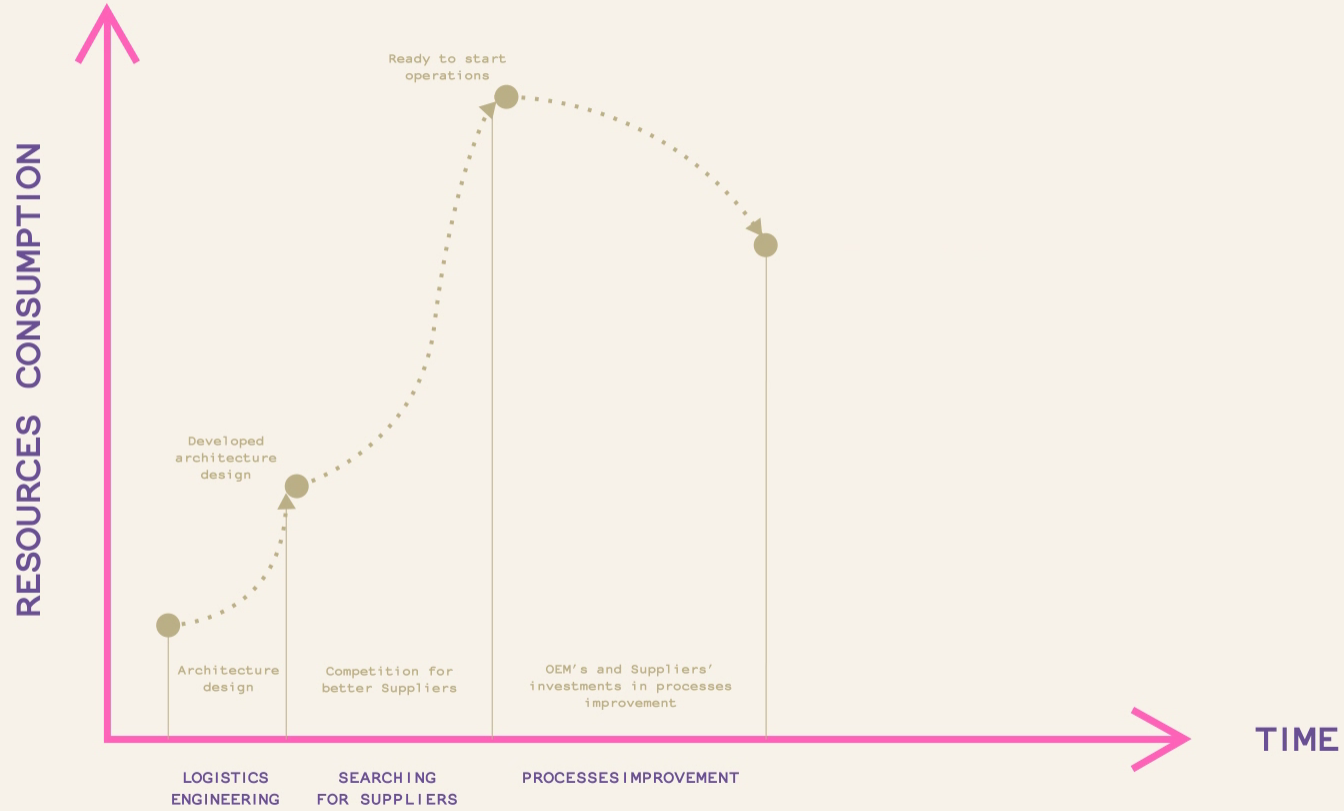 Ready to start
operations
RESOURCES CONSUMPTION
Developed
architecture
design
Architecture
design
Competition for
better Suppliers
OEM’s and Suppliers’
investments in processes
improvement
TIME
LOGISTICS
ENGINEERING
SEARCHING
FOR SUPPLIERS
PROCESSES IMPROVEMENT